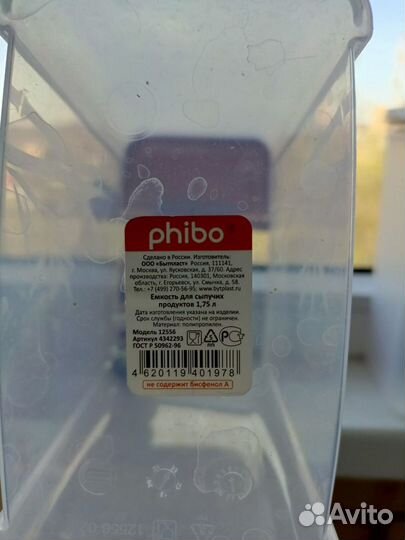 phibo
Сделано в России. Изготовитель:
ООО «Бытпласт» Россия, 111141,
г. Москва, ул. Кусковская, д. 37/60. Адрес
производства: Россия, 140301, Московская
область, г. Егорьевск, ул. Смычка, д. 58.
Тел.: +7 (499) 270-56-95, www.bytplast.ru
Емкость для сыпучих
продуктов 1,75 л
Дата изготовления указана на изделии.
Срок службы (годности) не ограничен.
Материал: полипропилен.
Модель 12556
Артикул 4342293
ГОСТ Р 50962-96
4 620119 401978
не содержит бисфенол А
Avito